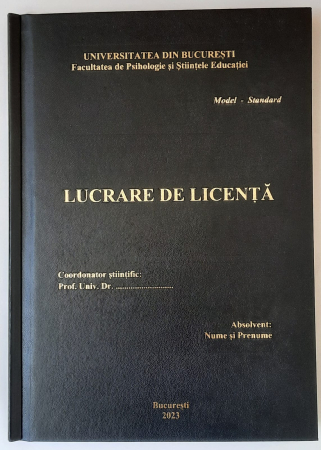 UNIVERSITATEA DIN BUCUREȘTI
Facultatea de Psihologie și Științele Educației
Model - Standard
LUCRARE DE LICENȚĂ
Coordonator științific:
Prof. Univ. Dr. ..............................
Absolvent:
Nume și Prenume
București
2023